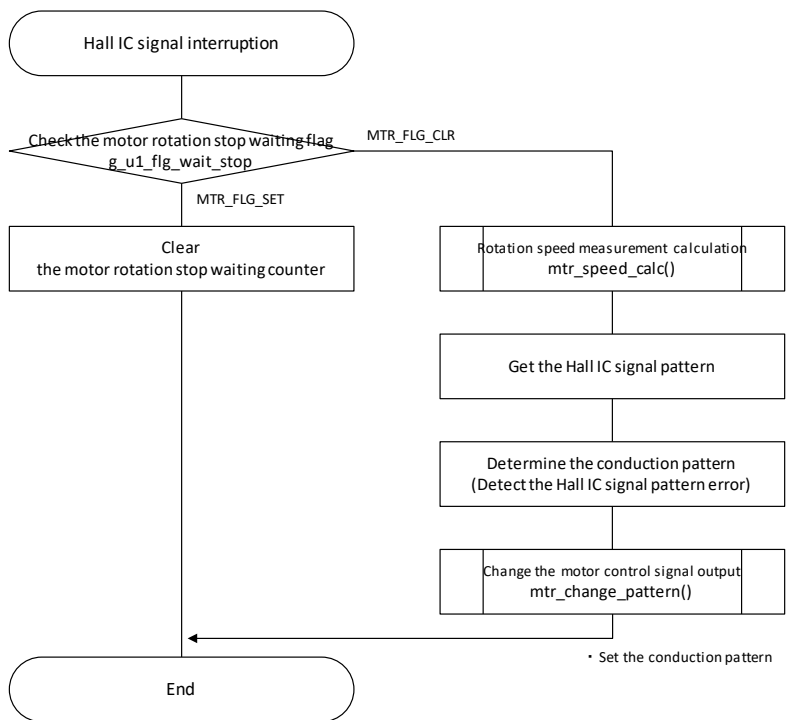 Hall IC signal interruption
Check the motor rotation stop waiting flag
g_u1_flg_wait_stop
MTR_FLG_CLR
MTR_FLG_SET
Clear
the motor rotation stop waiting counter
Rotation speed measurement calculation
mtr_speed_calc()
Get the Hall IC signal pattern
Determine the conduction pattern
(Detect the Hall IC signal pattern error)
Change the motor control signal output
mtr_change_pattern()
・Set the conduction pattern
End